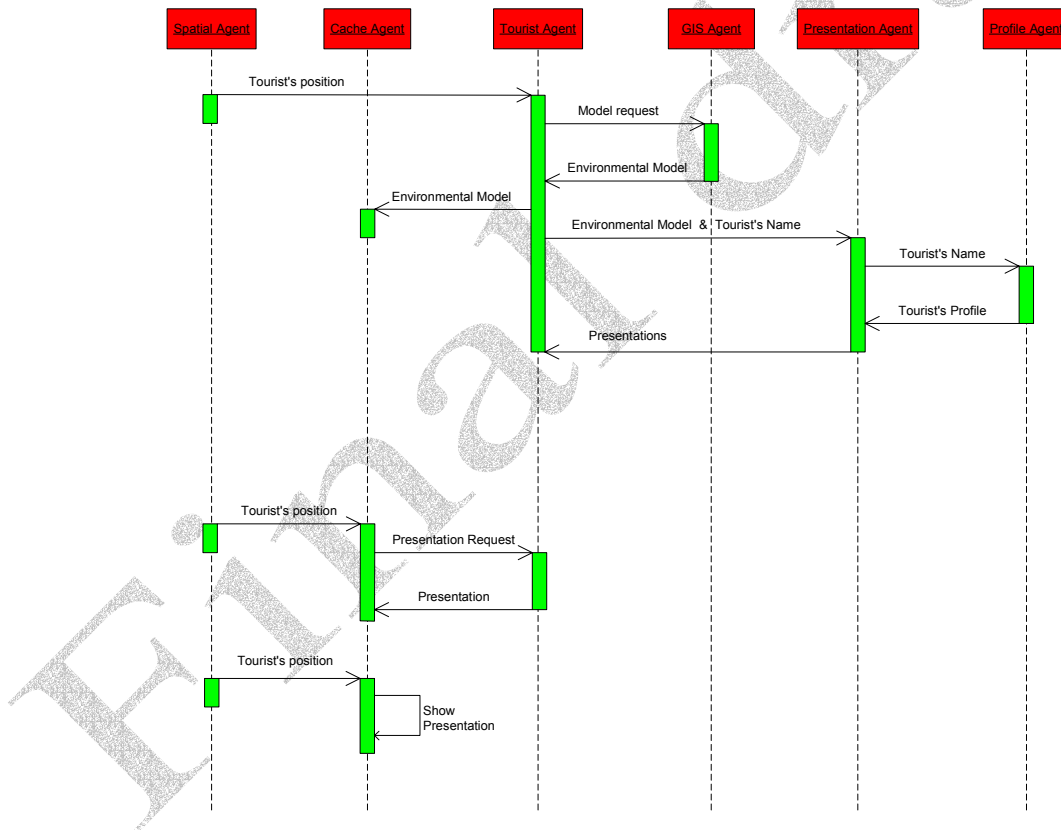 Spatial Agent
Cache Agent
Tourist Agent
GIS Agent
Presentation Agent
Profile Agent
Tourist's position
Model request
Environmental Model
Environmental Model
Environmental Model & Tourist's Name
Tourist's Name
Tourist's Profile
Presentations
Tourist's position
Presentation Request
Presentation
Tourist's position
Show
Presentation
Final d